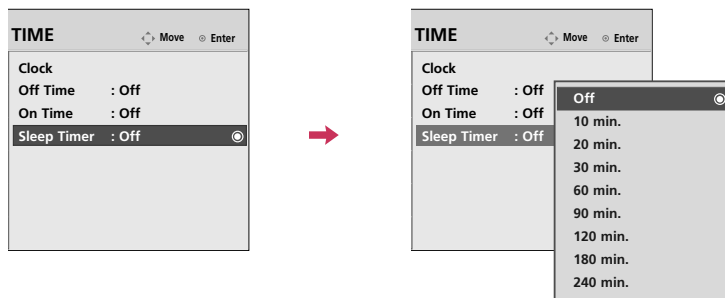 TIME Move Enter
Clock
Off Time : Off
On Time : Off
Sleep Timer : Off
TIME Move Enter
Clock
Off Time : Off
On Time : Off
Sleep Timer : Off
Off
10 min.
20 min.
30 min.
60 min.
90 min.
120 min.
180 min.
240 min.